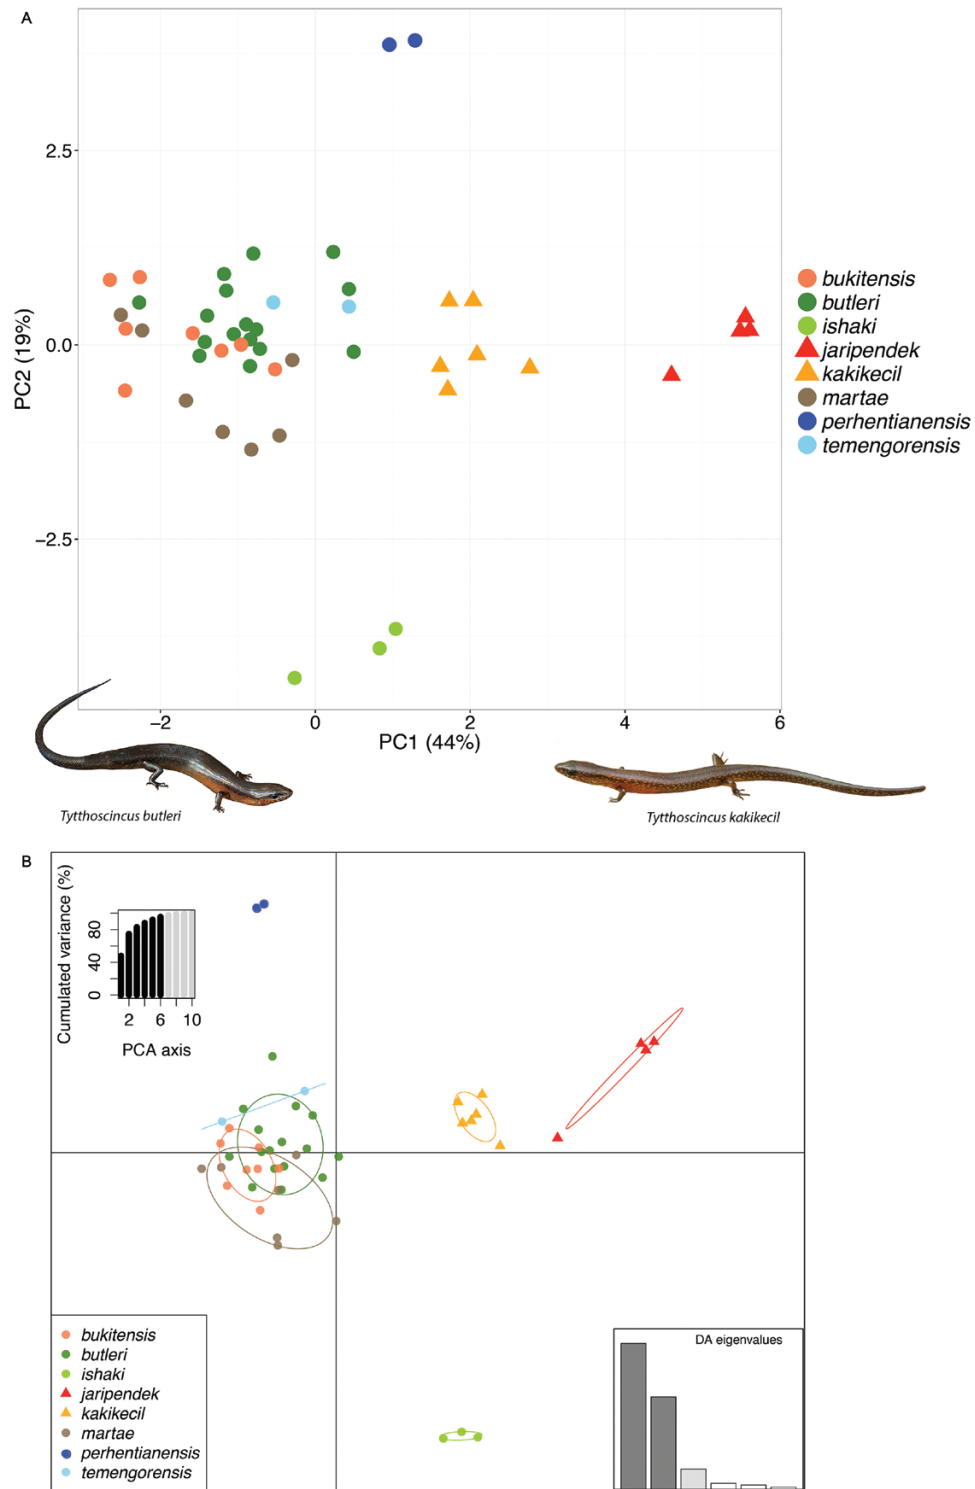 A
PC2 (19%)
2.5
0.0
−2.5
−2
0
2
4
6
PC1 (44%)
bukitensis
butleri
ishaki
jaripendek
kakikecil
martae
perhentianensis
temengorensis
Tytthoscincus butleri
Tytthoscincus kakikecil
B
Cumulated variance (%)
80
40
0
2
6
10
PCA axis
bukitensis
butleri
ishaki
jaripendek
kakikecil
martae
perhentianensis
temengorensis
DA eigenvalues